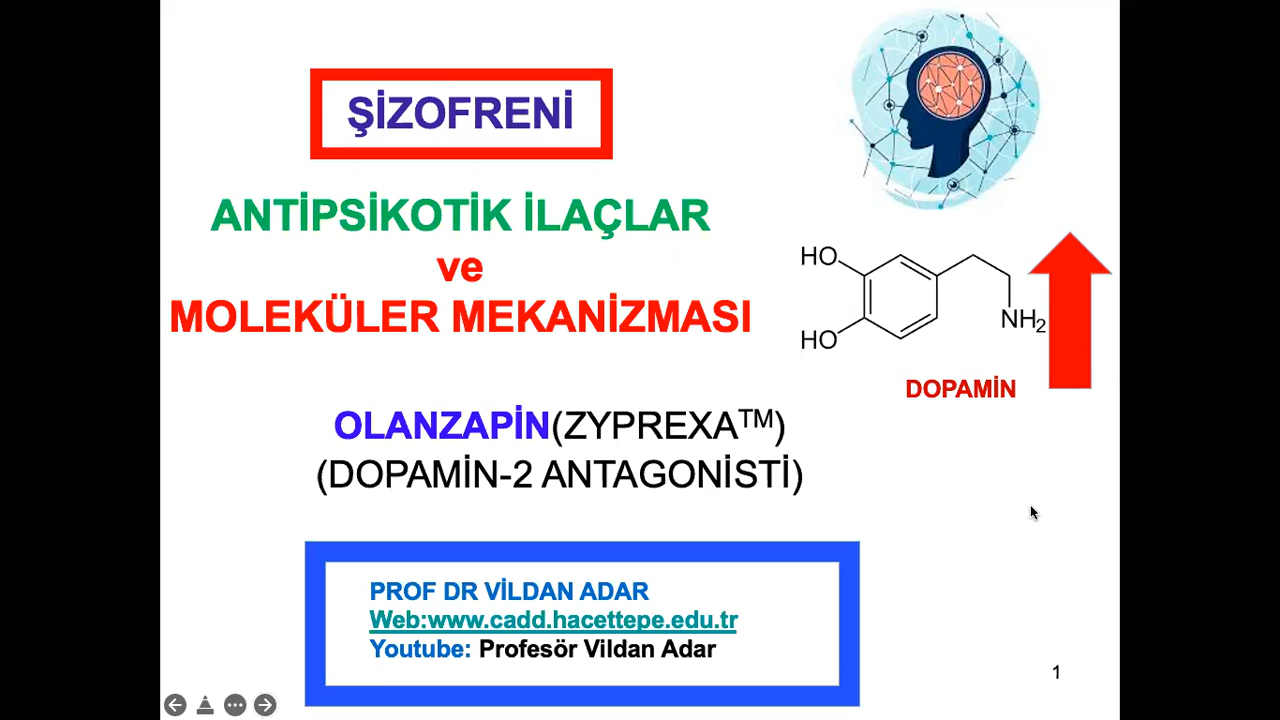 ŞİZOFRENİ
ANTİPSİKOTİK İLAÇLAR
ve
MOLEKÜLER MEKANİZMASI
HO
HO
NH2
DOPAMİN
OLANZAPİN(ZYPREXA™)
(DOPAMİN-2 ANTAGONİSTİ)
PROF DR VİLDAN ADAR
Web:www.cadd.hacettepe.edu.tr
Youtube: Profesör Vildan Adar
1